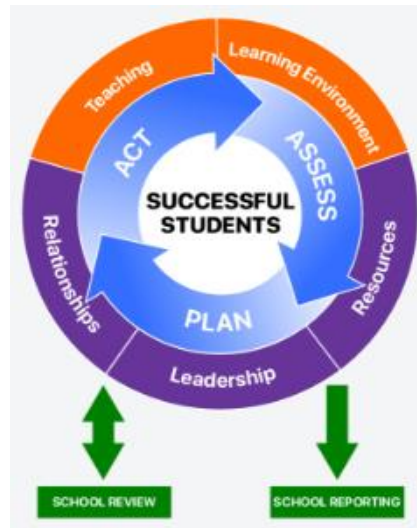 Teaching
Learning Environment
ACT
ASSESS
SUCCESSFUL
STUDENTS
Relationships
Resources
PLAN
Leadership
SCHOOL REVIEW
SCHOOL REPORTING